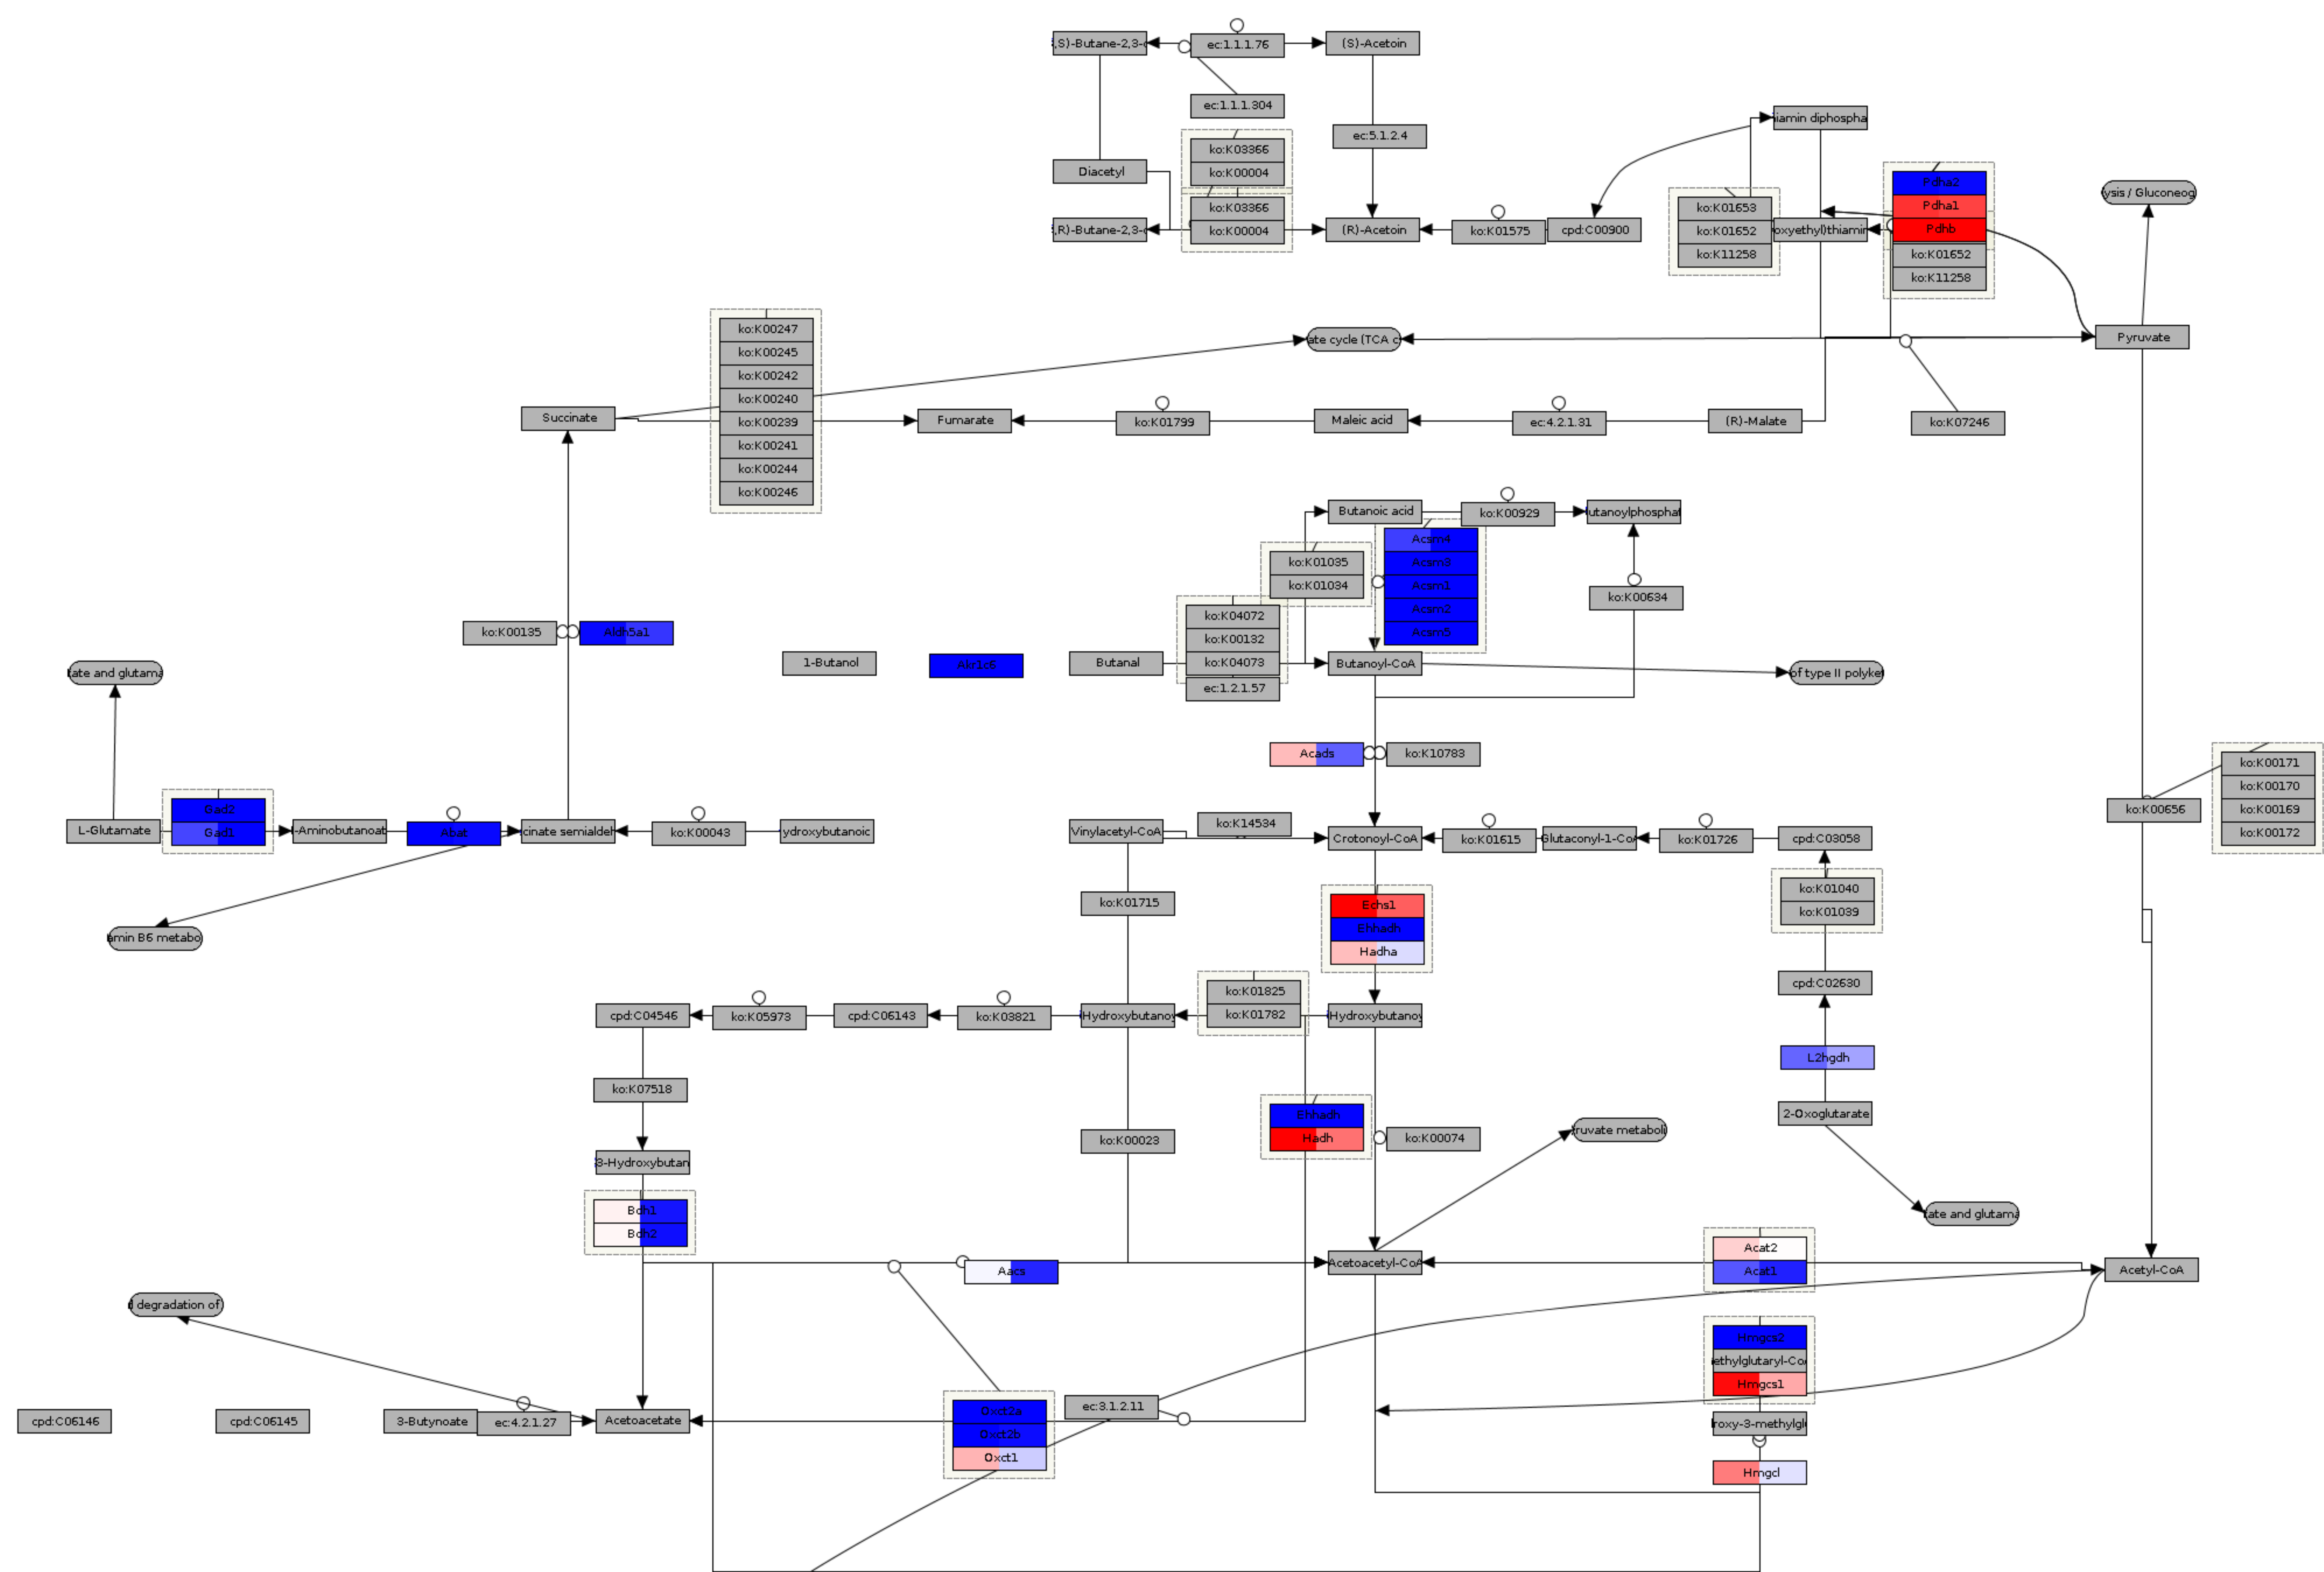 ,S)-Butane-2,3-
ec:1.1.1.76
(S)-Acetoin
ec:1.1.1.304
iamin diphospha
ec:5.1.2.4
ko:K03366
ko:K00004
Diacetyl
Pdha2
Pdha1
Pdhb
ko:K01652
ko:K11258
ysis / Gluconeog
ko:K03366
ko:K00004
,R)-Butane-2,3-
(R)-Acetoin
ko:K01575
cpd:C00900
ko:K01653
ko:K01652
ko:K11258
oxyethyl)thiamin
ate cycle (TCA c
Pyruvate
ko:K00247
ko:K00245
ko:K00242
ko:K00240
ko:K00239
ko:K00241
ko:K00244
ko:K00246
Succinate
Fumarate
ko:K01799
Maleic acid
ec:4.2.1.31
(R)-Malate
ko:K07246
Butanoic acid
ko:K00929
utanoylphosphat
Acsm4
Acsm3
Acsm1
Acsm2
Acsm5
ko:K01035
ko:K01034
ko:K00634
ko:K04072
ko:K00132
ko:K04073
ec:1.2.1.57
ko:K00135
Aldh5a1
1-Butanol
Akr1c6
Butanal
Butanoyl-CoA
of type II polyket
ate and glutama
Acads
ko:K10783
ko:K00171
ko:K00170
ko:K00169
ko:K00172
ko:K00656
Gad2
Gad1
L-Glutamate
-Aminobutanoat
Abat
cinate semialdeh
ko:K00043
ydroxybutanoic
Vinylacetyl-CoA
ko:K14534
Crotonoyl-CoA
ko:K01615
Glutaconyl-1-CoA
ko:K01726
cpd:C03058
ko:K01715
Echs1
Ehhadh
Hadha
ko:K01040
ko:K01039
amin B6 metabo
cpd:C02630
ko:K01825
ko:K01782
cpd:C04546
ko:K05973
cpd:C06143
ko:K03821
Hydroxybutanoy
Hydroxybutanoy
L2hgdh
ko:K07518
2-Oxoglutarate
Ehhadh
Hadh
ko:K00023
ko:K00074
ruvate metaboli
3-Hydroxybutan
Bdh1
Bdh2
ate and glutama
Acat2
Acat1
Aacs
Acetoacetyl-CoA
Acetyl-CoA
d degradation of
Hmgcs2
ethylglutaryl-CoA
Hmgcs1
Oxct2a
Oxct2b
Oxct1
ec:3.1.2.11
cpd:C06146
cpd:C06145
3-Butynoate
ec:4.2.1.27
Acetoacetate
roxy-3-methylgl
Hmgcl